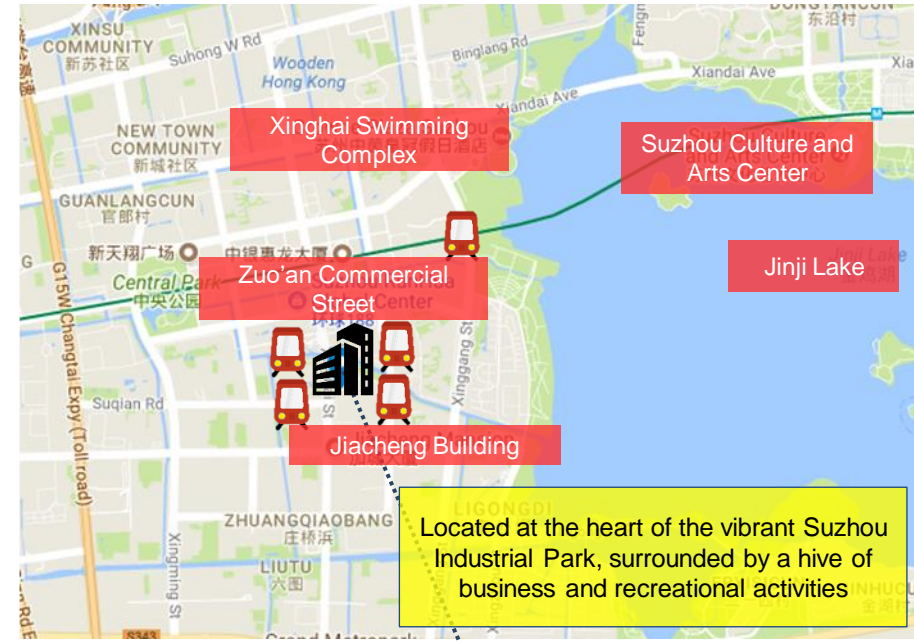 XINSU
COMMUNITY
新苏社区
Suhong W Rd
Wooden
Hong Kong
Binglang Rd
东沿村
Xiandai Ave
Xia
Xiandai Ave
Xinghai Swimming
Complex
Suzhou Culture and
Arts Center
NEW TOWN
COMMUNITY
新城社区
GUANLANGCUN
官郎村
新天翔广场
中银惠龙大厦
G
Jinji Lake
Central Park
中央公园
Zuo'an Commercial
Street
G15W Changtai Expy (Toll road)
Suqian Rd
Xinggang St
Jiacheng Building
LIGONGDI
ZHUANGQIAOBANG
庄桥浜
Located at the heart of the vibrant Suzhou
Industrial Park, surrounded by a hive of
business and recreational activities
LIUTU
六图
Xingming St
S343